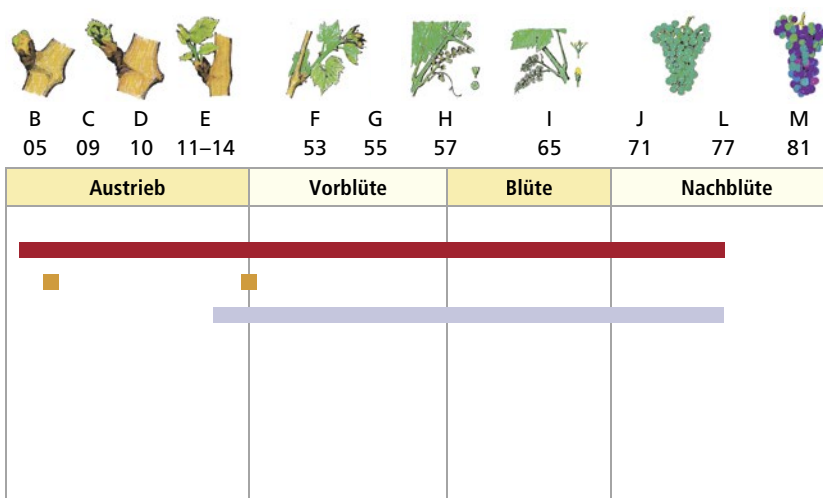 B C D E F G H I J L M
05 09 10 11–14 53 55 57 65 71 77 81
Austrieb Vorblüte Blüte Nachblüte